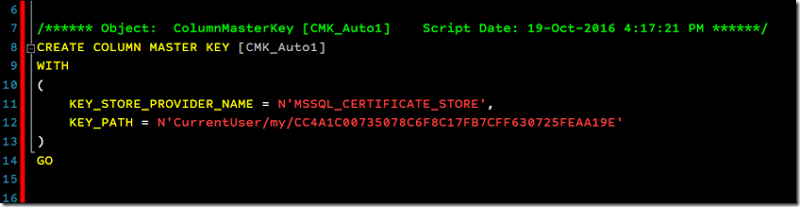 6
7 /****** Object:  ColumnMasterKey [CMK_Auto1]    Script Date: 19-Oct-2016 4:17:21 PM ******/
8 CREATE COLUMN MASTER KEY [CMK_Auto1]
9 WITH
10 (
11     KEY_STORE_PROVIDER_NAME = N'MSSQL_CERTIFICATE_STORE',
12     KEY_PATH = N'CurrentUser/my/CC4A1C00735078C6F8C17FB7CFF630725FEAA19E'
13 )
14 GO
15
16